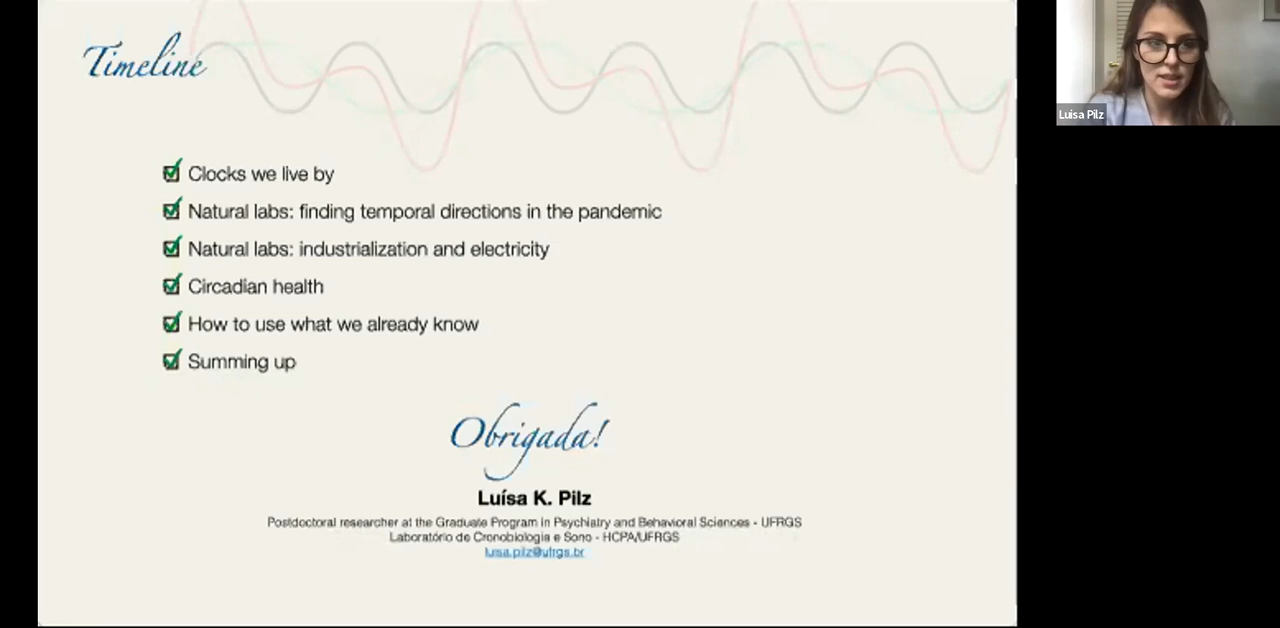 Timeline
Luisa Pilz
Clocks we live by
Natural labs: finding temporal directions in the pandemic
Natural labs: industrialization and electricity
Circadian health
How to use what we already know
Summing up
Obrigada!
Luísa K. Pilz
Postdoctoral researcher at the Graduate Program in Psychiatry and Behavioral Sciences - UFRGS
Laboratório de Cronobiologia e Sono - HCPA/UFRGS
luisa.pilz@ufrgs.br